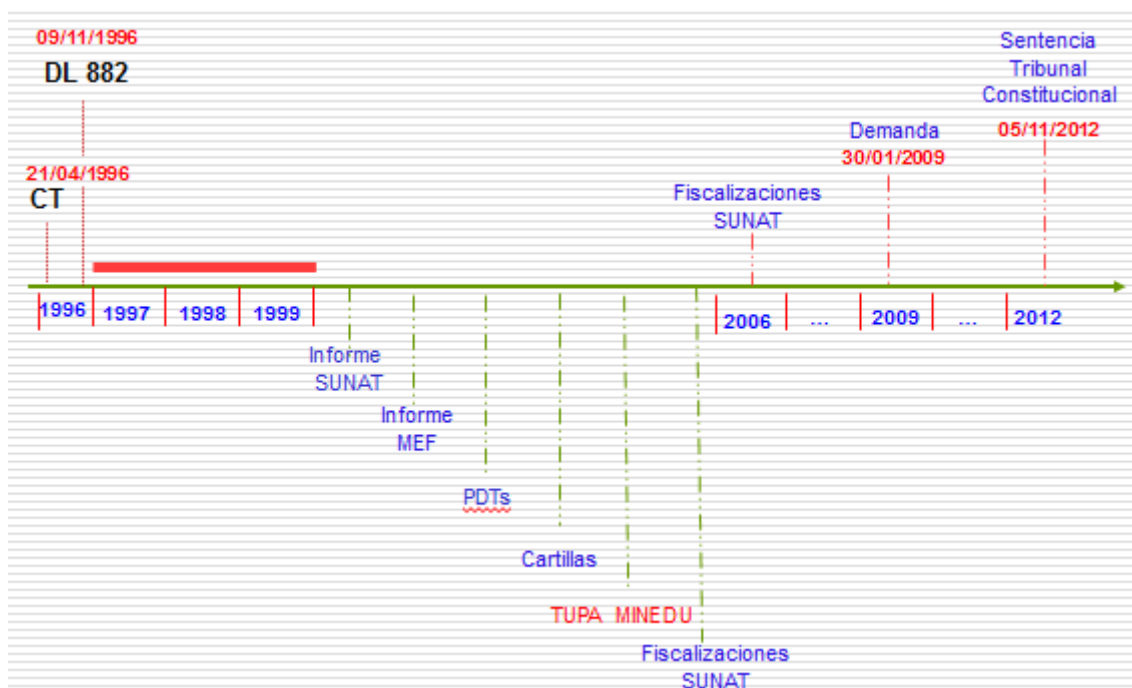 09/11/1996
DL 882
21/04/1996
CT
Sentencia
Tribunal
Constitucional
05/11/2012
Demanda
30/01/2009
Fiscalizaciones
SUNAT
1996
1997
1998
1999
2006
...
2009
...
2012
Informe
SUNAT
Informe
MEF
PDTs
Cartillas
TUPA MINEDU
Fiscalizaciones
SUNAT